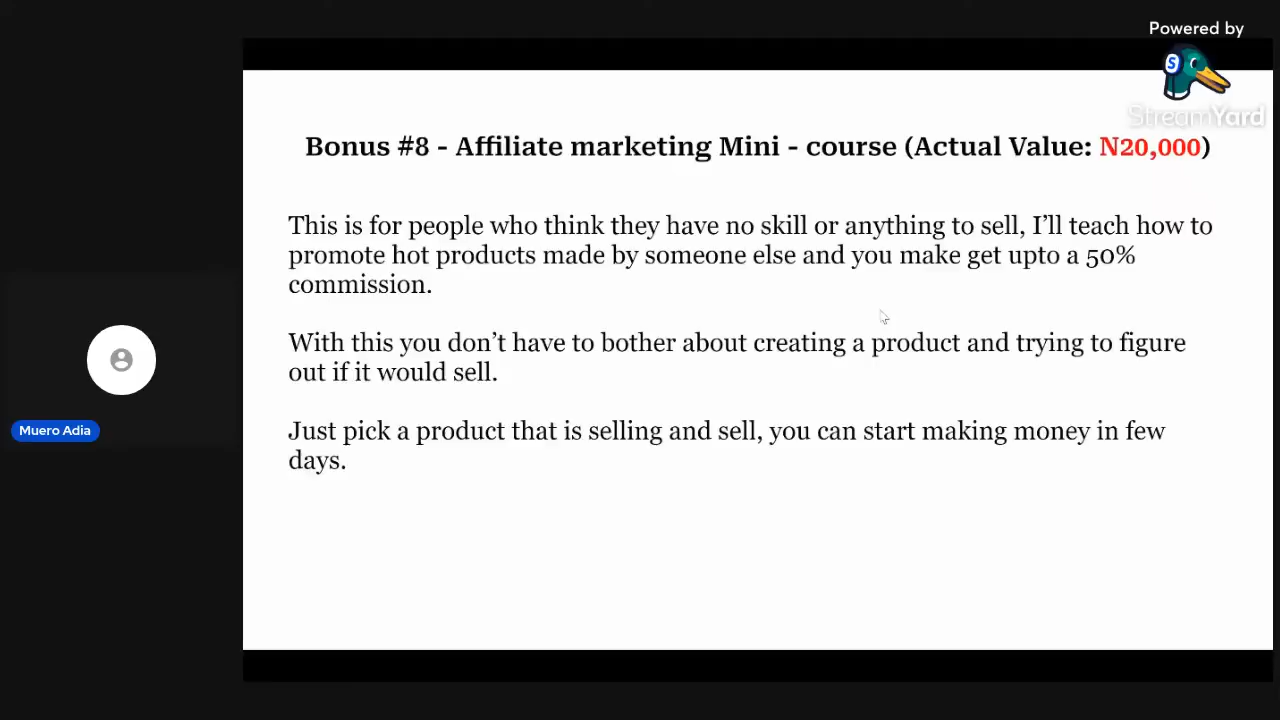 Powered by
S
StreamYard
Bonus #8 - Affiliate marketing Mini - course (Actual Value: N20,000)
This is for people who think they have no skill or anything to sell, I’ll teach how to
promote hot products made by someone else and you make get upto a 50%
commission.
With this you don’t have to bother about creating a product and trying to figure
out if it would sell.
Just pick a product that is selling and sell, you can start making money in few
days.
Muero Adia